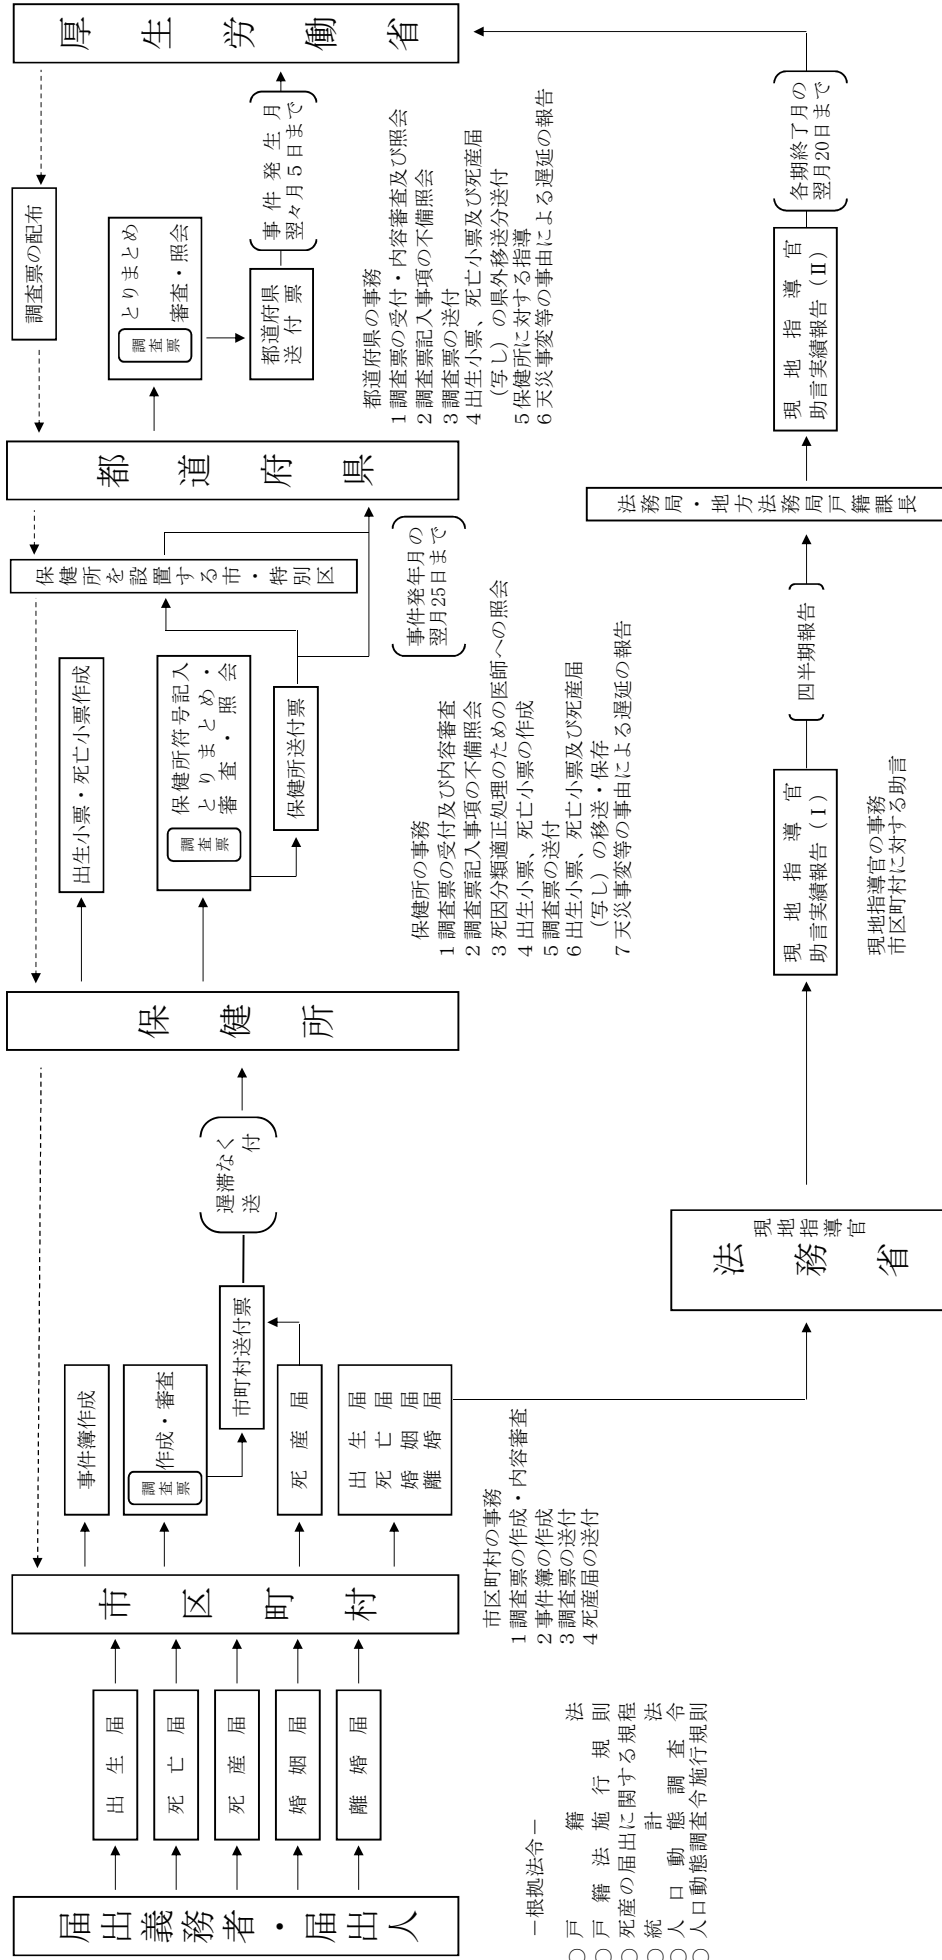 届出義務者・届出人
出生届
死亡届
死産届
婚姻届
離婚届
市区町村
事件簿作成
調査票
作成・審査
市町村送付票
死産届
出生届
死亡届
婚姻届
離婚届
遅滞なく
送付
保健所
出生小票・死亡小票作成
調査票
保健所符号記入
とりまとめ・
審査・照会
保健所送付票
保健所を設置する市・特別区
事件発年月の
翌月25日まで
都道府県
調査票の配布
調査票
とりまとめ
審査・照会
都道府県
送付票
事件発生月
翌々月5日まで
厚生労働省
市区町村の事務
1調査票の作成・内容審査
2事件簿の作成
3調査票の送付
4死産届の送付
保健所の事務
1調査票の受付及び内容審査
2調査票記入事項の不備照会
3死因分類適正処理のための医師への照会
4出生小票、死亡小票の作成
5調査票の送付
6出生小票、死亡小票及び死産届
(写し)の移送・保存
7天災事変等の事由による遅延の報告
都道府県の事務
1調査票の受付・内容審査及び照会
2調査票記入事項の不備照会
3調査票の送付
4出生小票、死亡小票及び死産届
(写し)の県外移送分送付
5保健所に対する指導
6天災事変等の事由による遅延の報告
-根拠法令-
○戸籍法
○戸籍法施行規則
○死産の届出に関する規程
○統計法
○人口動態調査令
○人口動態調査令施行規則
法務省
現地指導官
現地指導官
助言実績報告(I)
四半期報告
法務局・地方法務局戸籍課長
現地指導官
助言実績報告(II)
各期終了月の
翌月20日まで
現地指導官の事務
市区町村に対する助言